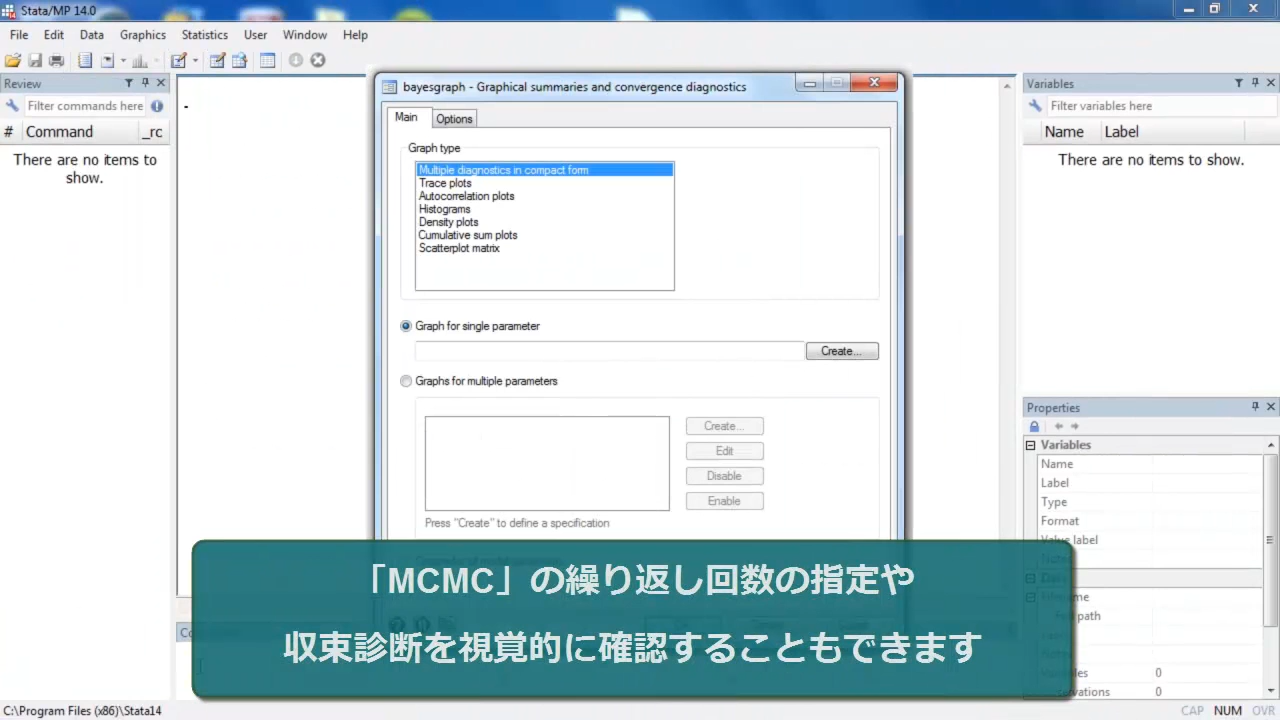 Stata/MP 14.0
File Edit Data Graphics Statistics User Window Help
Review
Filter commands here
# Command _rc
There are no items to
show.
bayesgraph - Graphical summaries and convergence diagnostics
Main Options
Graph type
Multiple diagnostics in compact form
Trace plots
Autocorrelation plots
Histograms
Density plots
Cumulative sum plots
Scatterplot matrix
Graph for single parameter
Create...
Graphs for multiple parameters
Create...
Edit
Disable
Enable
Press "Create" to define a specification
Variables
Filter variables here
Name Label
There are no items to show.
Properties
Variables
Name
Label
Type
Format
Value label
「MCMC」の繰り返し回数の指定や
収束診断を視覚的に確認することもできます
0
0
C:\Program Files (x86)\Stata14
CAP NUM OVR